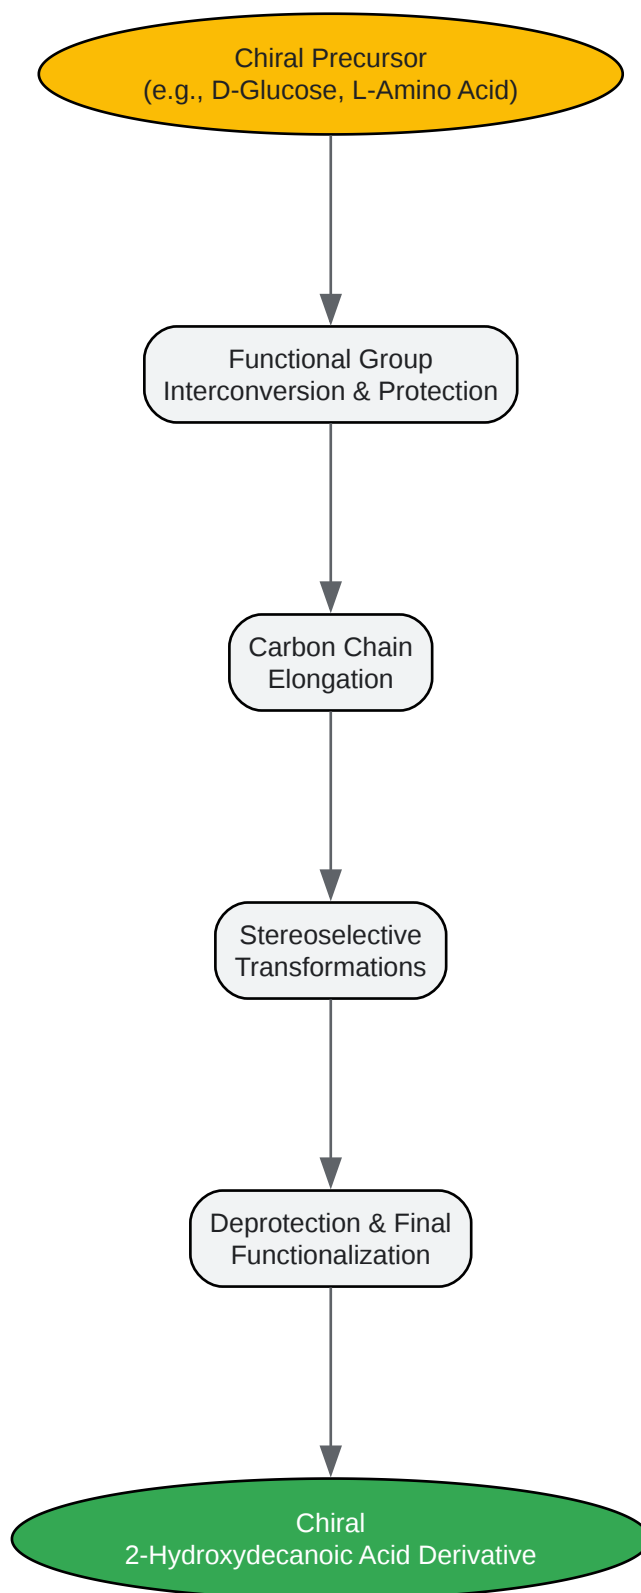 Chiral Precursor
(e.g., D-Glucose, L-Amino Acid)
Functional Group
Interconversion & Protection
Carbon Chain
Elongation
Stereoselective
Transformations
Deprotection & Final
Functionalization
Chiral
2-Hydroxydecanoic Acid Derivative